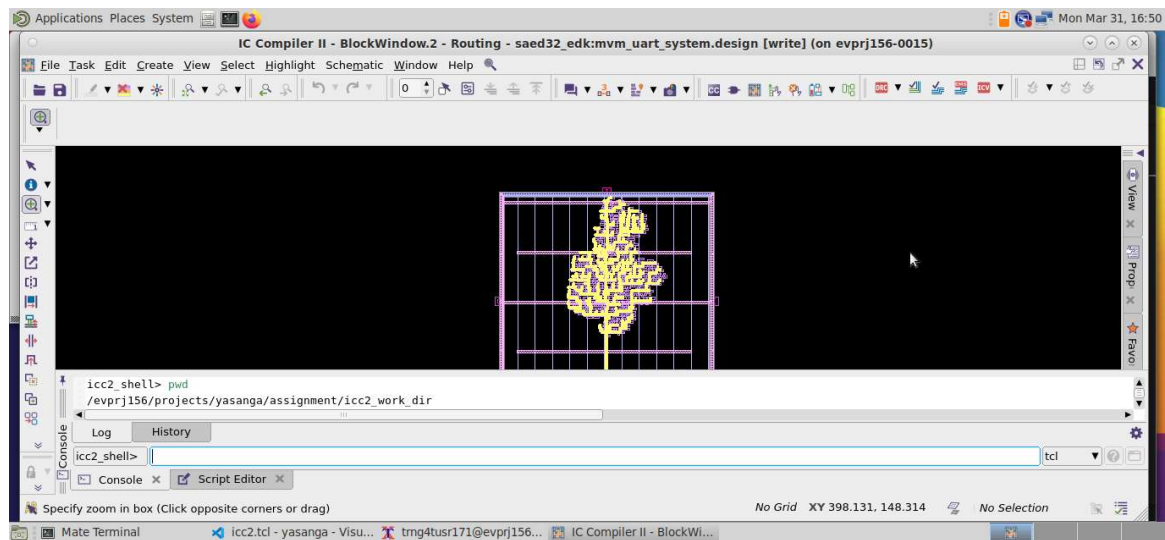 Applications Places System Mon Mar 31, 16:50
IC Compiler II - BlockWindow.2 - Routing - saed32_edk:mvm_uart_system.design [write] (on evprj156-0015)
File Task Edit Create View Select Highlight Schematic Window Help
0
View
Prop
Favo
icc2_shell> pwd
/evprj156/projects/yasanga/assignment/icc2_work_dir
Console
Log History
icc2_shell> tcl
Console Script Editor
Specify zoom in box (Click opposite corners or drag) No Grid XY 398.131, 148.314 No Selection
Mate Terminal icc2.tcl - yasanga - Visu... trng4tusr171@evprj156... IC Compiler II - BlockWi...